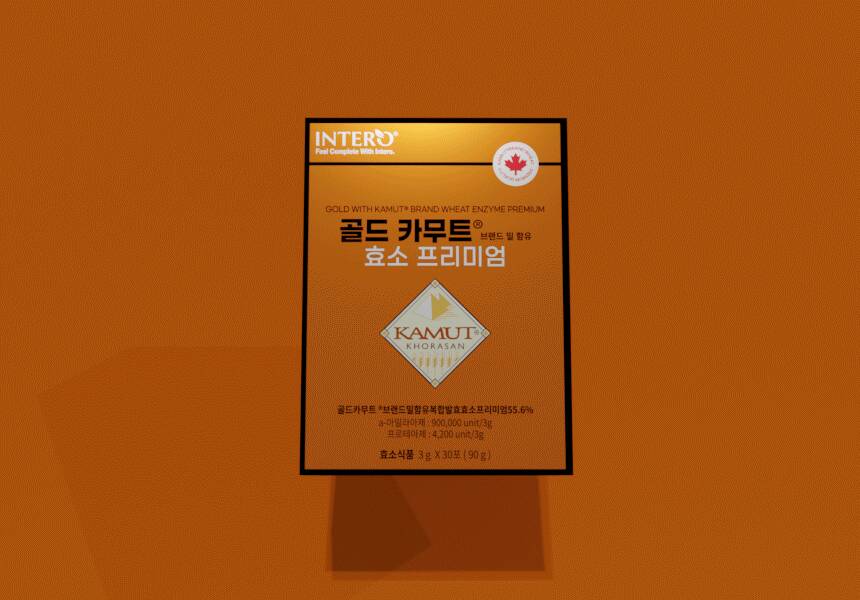 INTERO®
Feel Complete With Intero.
GOLD WITH KAMUT® BRAND WHEAT ENZYME PREMIUM
골드 카무트® 브랜드 밀 함유
효소 프리미엄
KAMUT®
KHORASAN
골드카무트 ®브랜드밀함유복합발효효소프리미엄55.6%
a-아밀라아제 : 900,000 unit/3g
프로테아제 : 4,200 unit/3g
효소식품 3 g X 30포 ( 90 g )